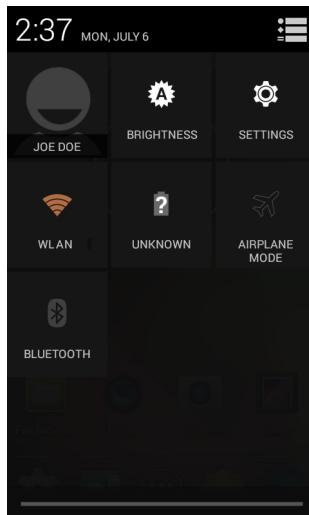 2:37 MON, JULY 6
JOE DOE
BRIGHTNESS
SETTINGS
WLAN
UNKNOWN
AIRPLANE
MODE
BLUETOOTH